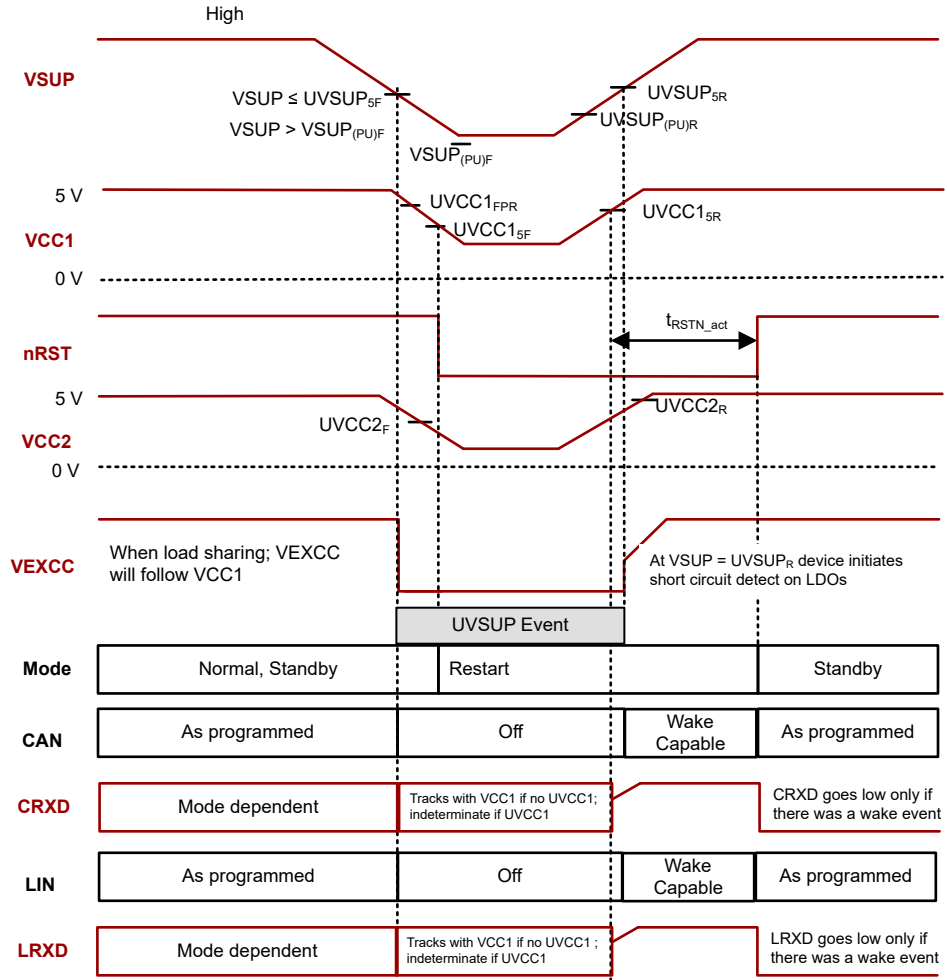 High
VSUP
VSUP ≤ UVSUP5F
VSUP > VSUP(PU)F
VSUP(PU)F
UVSUP5R
UVSUP(PU)R
5 V
VCC1
0 V
UVCC1FPR
UVCC15F
UVCC15R
nRST
tRSTN_act
5 V
VCC2
0 V
UVCC2F
UVCC2R
VEXCC
When load sharing; VEXCC
will follow VCC1
At VSUP = UVSUPR device initiates
short circuit detect on LDOs
UVSUP Event
Mode
Normal, Standby
Restart
Standby
CAN
As programmed
Off
Wake
Capable
As programmed
CRXD
Mode dependent
Tracks with VCC1 if no UVCC1;
indeterminate if UVCC1
CRXD goes low only if
there was a wake event
LIN
As programmed
Off
Wake
Capable
As programmed
LRXD
Mode dependent
Tracks with VCC1 if no UVCC1 ;
indeterminate if UVCC1
LRXD goes low only if
there was a wake event